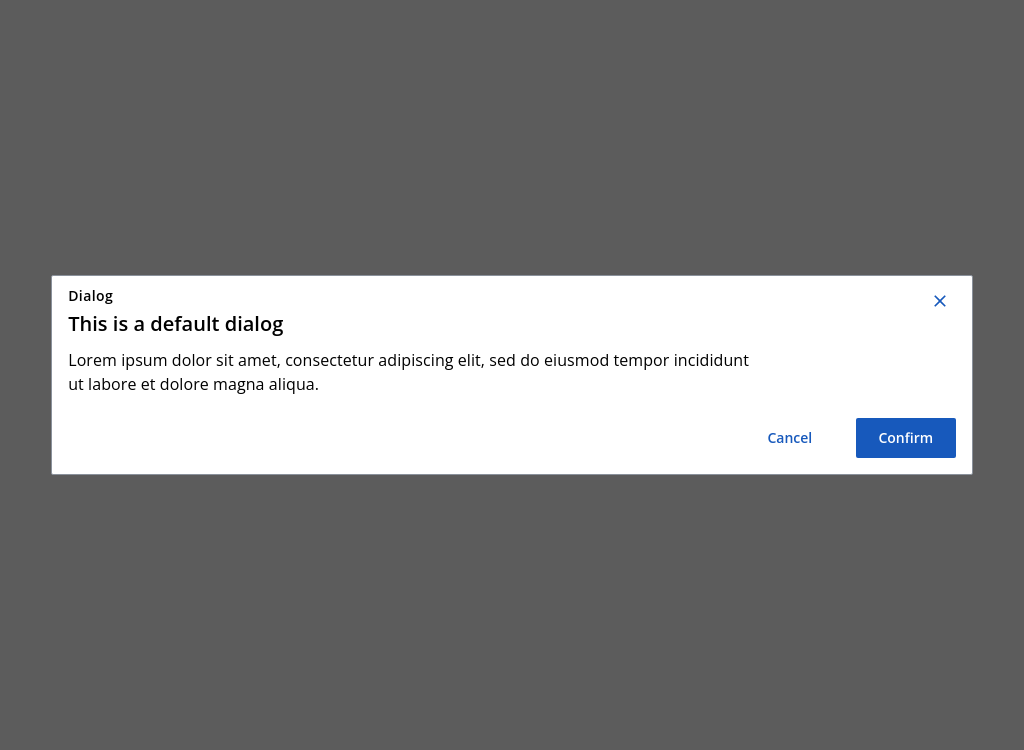 Dialog
This is a default dialog
Lorem ipsum dolor sit amet, consectetur adipiscing elit, sed do eiusmod tempor incididunt
ut labore et dolore magna aliqua.
Cancel
Confirm